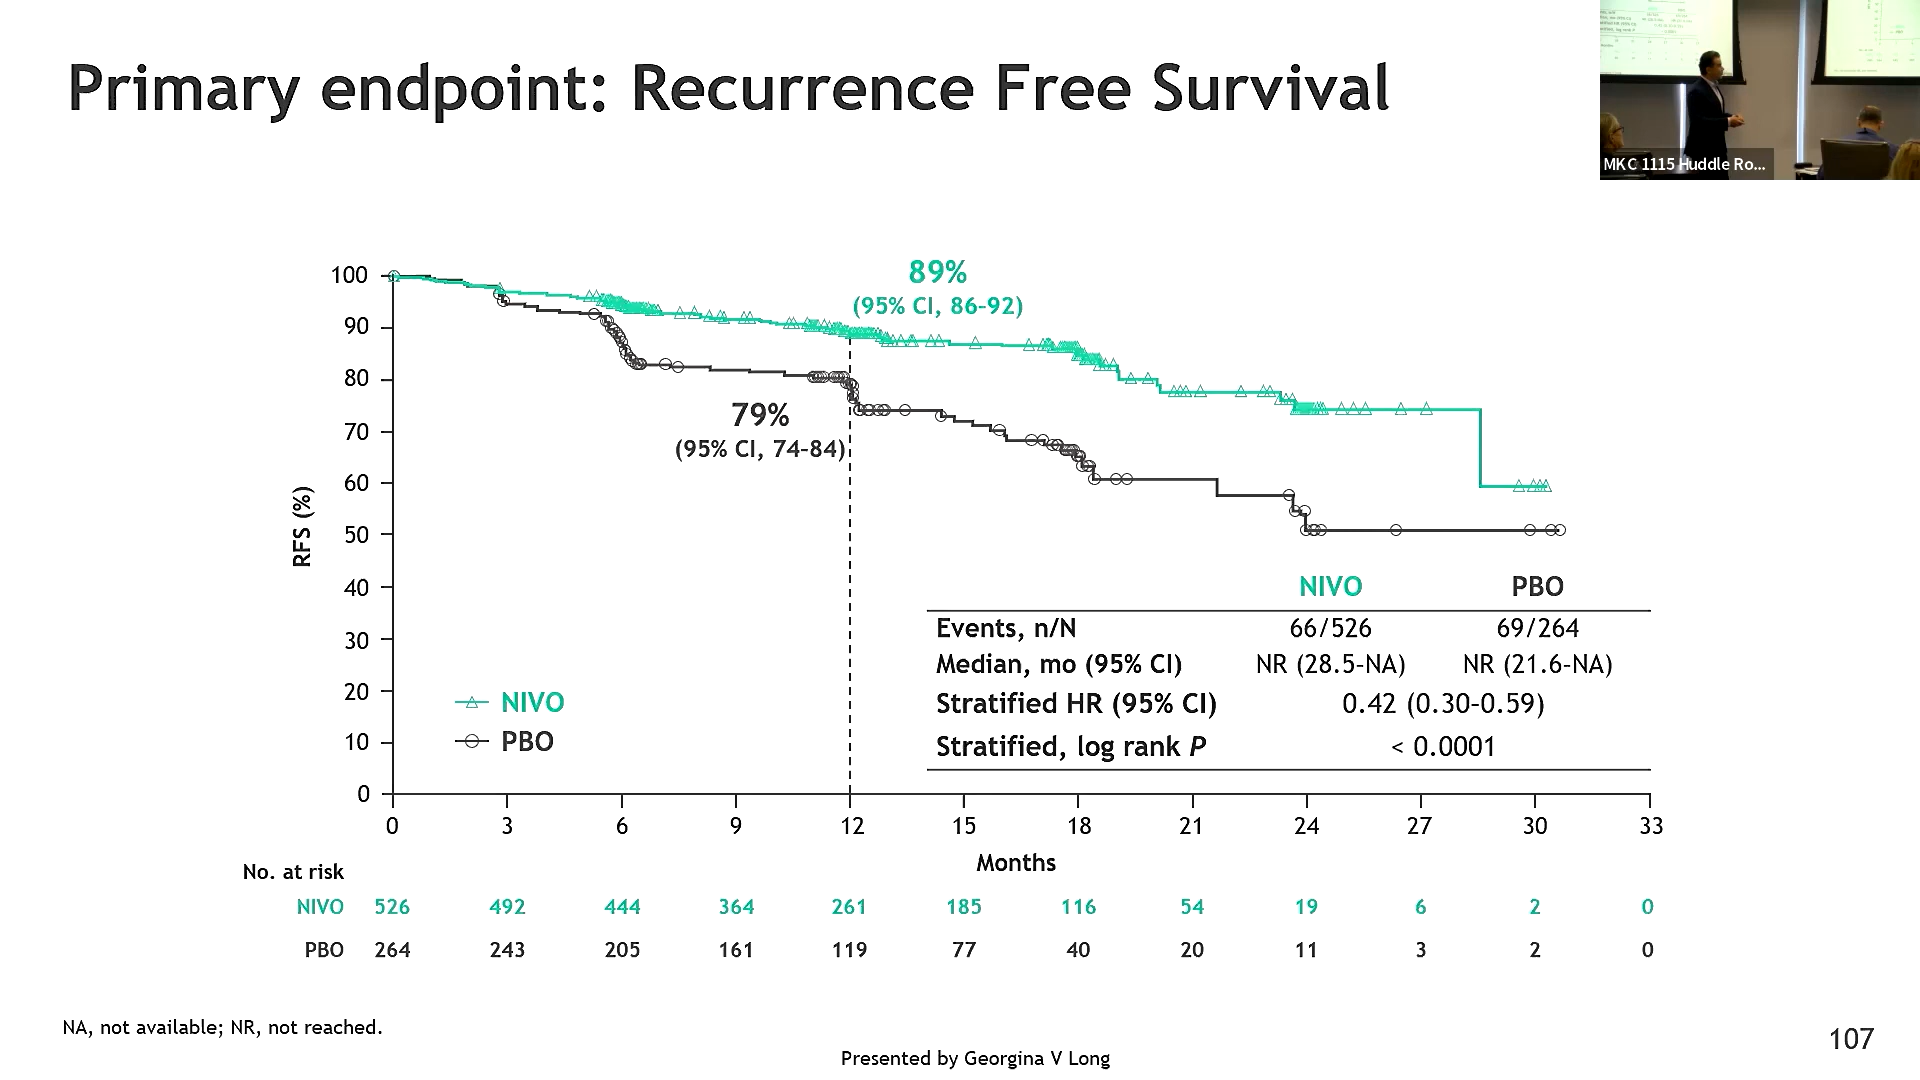 Primary endpoint: Recurrence Free Survival
MKC 1115 Huddle Ro...
89%
(95% CI, 86-92)
79%
(95% CI, 74-84)
RFS (%)
100
90
80
70
60
50
40
30
20
10
0
NIVO
PBO
NIVO PBO
Events, n/N 66/526 69/264
Median, mo (95% CI) NR (28.5-NA) NR (21.6-NA)
Stratified HR (95% CI) 0.42 (0.30-0.59)
Stratified, log rank P < 0.0001
0 3 6 9 12 15 18 21 24 27 30 33
Months
No. at risk
NIVO 526 492 444 364 261 185 116 54 19 6 2 0
PBO 264 243 205 161 119 77 40 20 11 3 2 0
NA, not available; NR, not reached.
Presented by Georgina V Long
107